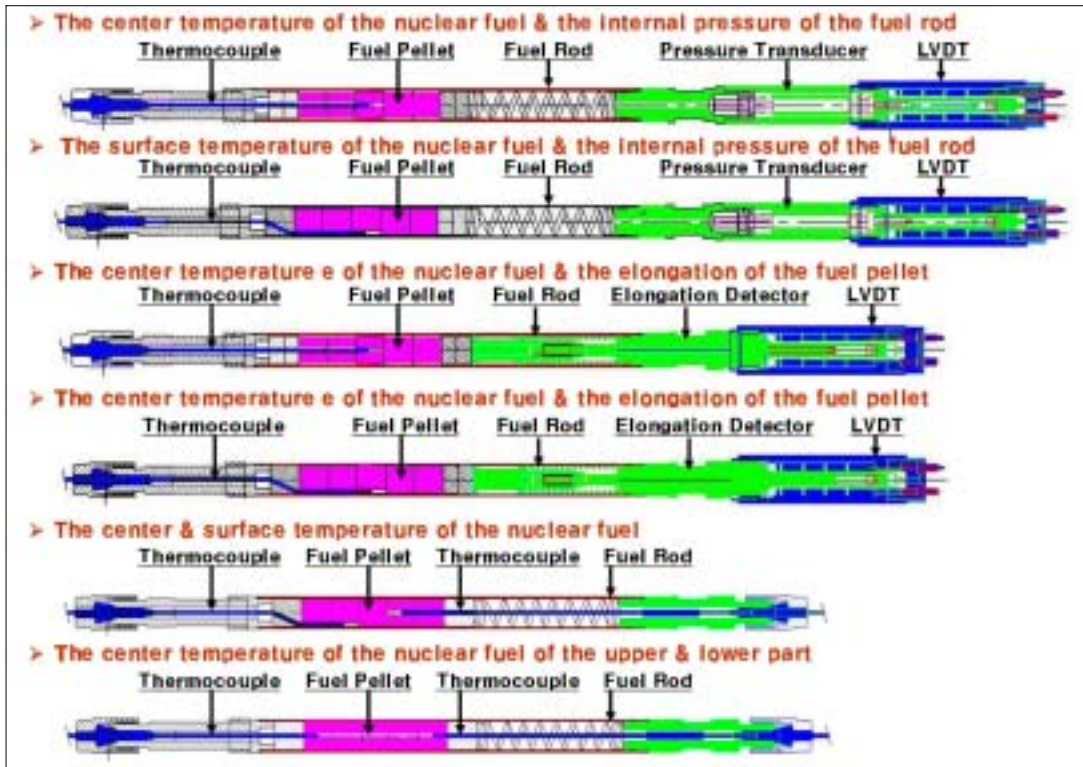 ➢ The center temperature of the nuclear fuel & the internal pressure of the fuel rod
Thermocouple Fuel Pellet Fuel Rod Pressure Transducer LVDT
➢ The surface temperature of the nuclear fuel & the internal pressure of the fuel rod
Thermocouple Fuel Pellet Fuel Rod Pressure Transducer LVDT
➢ The center temperature e of the nuclear fuel & the elongation of the fuel pellet
Thermocouple Fuel Pellet Fuel Rod Elongation Detector LVDT
➢ The center temperature e of the nuclear fuel & the elongation of the fuel pellet
Thermocouple Fuel Pellet Fuel Rod Elongation Detector LVDT
➢ The center & surface temperature of the nuclear fuel
Thermocouple Fuel Pellet Thermocouple Fuel Rod
➢ The center temperature of the nuclear fuel of the upper & lower part
Thermocouple Fuel Pellet Thermocouple Fuel Rod